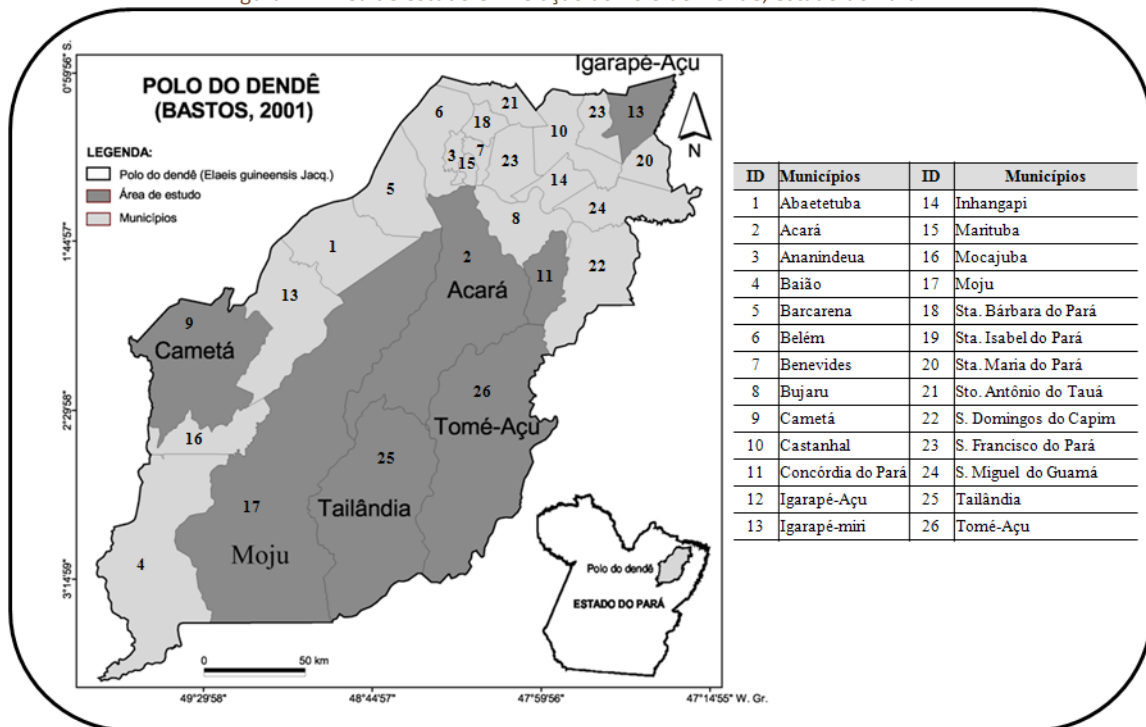 Igarapé-Açu
POLO DO DENDÊ
(BASTOS, 2001)
LEGENDA:
Polo do dendê (Elaeis guineensis Jacq.)
Área de estudo
Municípios
0°59'56" S.
1°44'57"
2°29'58"
3°14'59"
6
21
18
10
23
13
3
15
7
23
20
14
5
8
24
1
2
11
22
Acará
13
9
Cametá
26
Tomé-Açu
16
25
Tailândia
17
Moju
4
N
Polo do dendê
ESTADO DO PARÁ
0 50 km
49°29'58" 48°44'57" 47°59'56" 47°14'55" W. Gr.
ID Municípios ID Municípios
1 Abaetetuba 14 Inhangapi
2 Acará 15 Marituba
3 Ananindeua 16 Mocajuba
4 Baião 17 Moju
5 Barcarena 18 Sta. Bárbara do Pará
6 Belém 19 Sta. Isabel do Pará
7 Benevides 20 Sta. Maria do Pará
8 Bujaru 21 Sto. Antônio do Tauá
9 Cametá 22 S. Domingos do Capim
10 Castanhal 23 S. Francisco do Pará
11 Concórdia do Pará 24 S. Miguel do Guamá
12 Igarapé-Açu 25 Tailândia
13 Igarapé-miri 26 Tomé-Açu